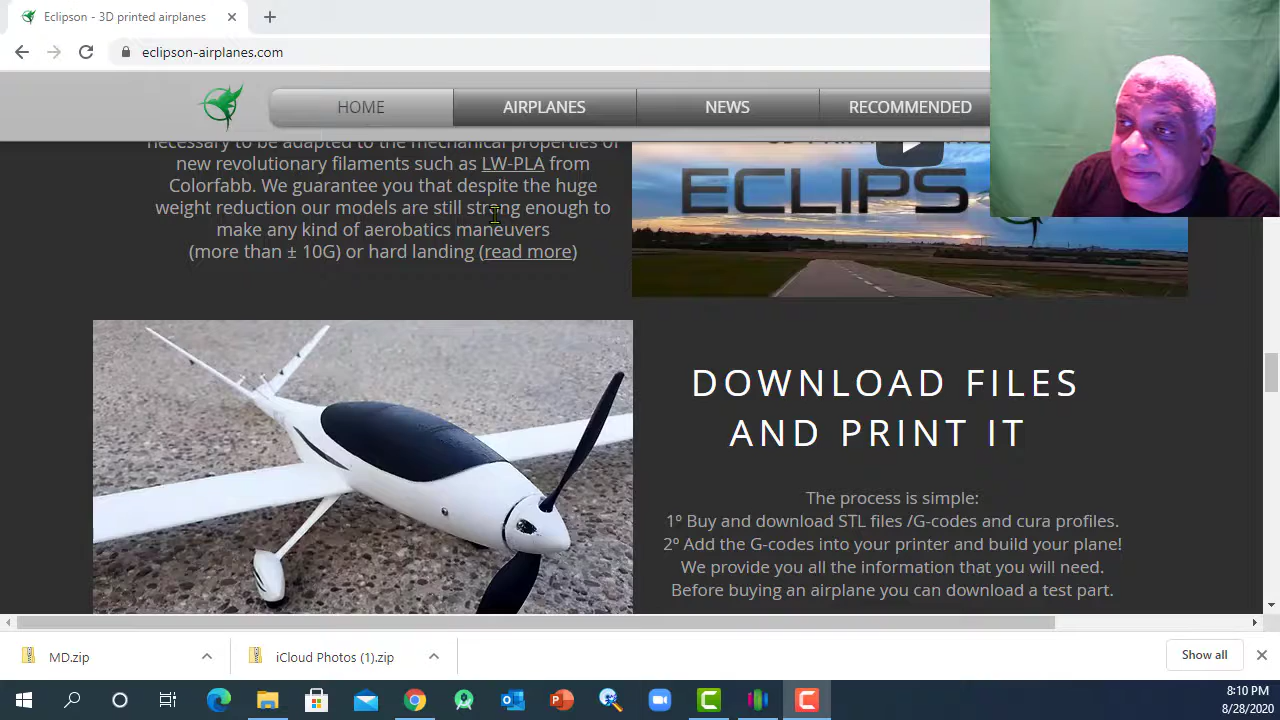 Eclipson - 3D printed airplanes
eclipson-airplanes.com
HOME
AIRPLANES
NEWS
RECOMMENDED
necessary to be adapted to the mechanical properties of
new revolutionary filaments such as LW-PLA from
Colorfabb. We guarantee you that despite the huge
weight reduction our models are still strong enough to
make any kind of aerobatics maneuvers
(more than ± 10G) or hard landing (read more)
ECLIPS
DOWNLOAD FILES
AND PRINT IT
The process is simple:
1º Buy and download STL files /G-codes and cura profiles.
2º Add the G-codes into your printer and build your plane!
We provide you all the information that you will need.
Before buying an airplane you can download a test part.
MD.zip
iCloud Photos (1).zip
Show all
8:10 PM
8/28/2020